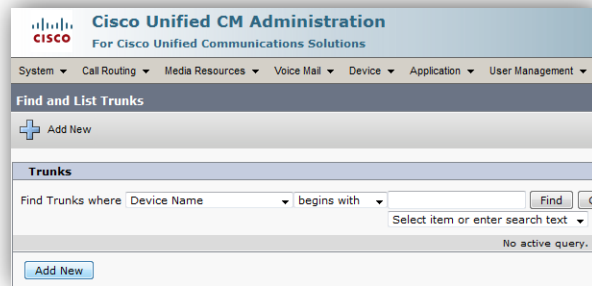 CISCO
Cisco Unified CM Administration
For Cisco Unified Communications Solutions
System Call Routing Media Resources Voice Mail Device Application User Management
Find and List Trunks
Add New
Trunks
Find Trunks where Device Name begins with Find
Select item or enter search text
No active query.
Add New